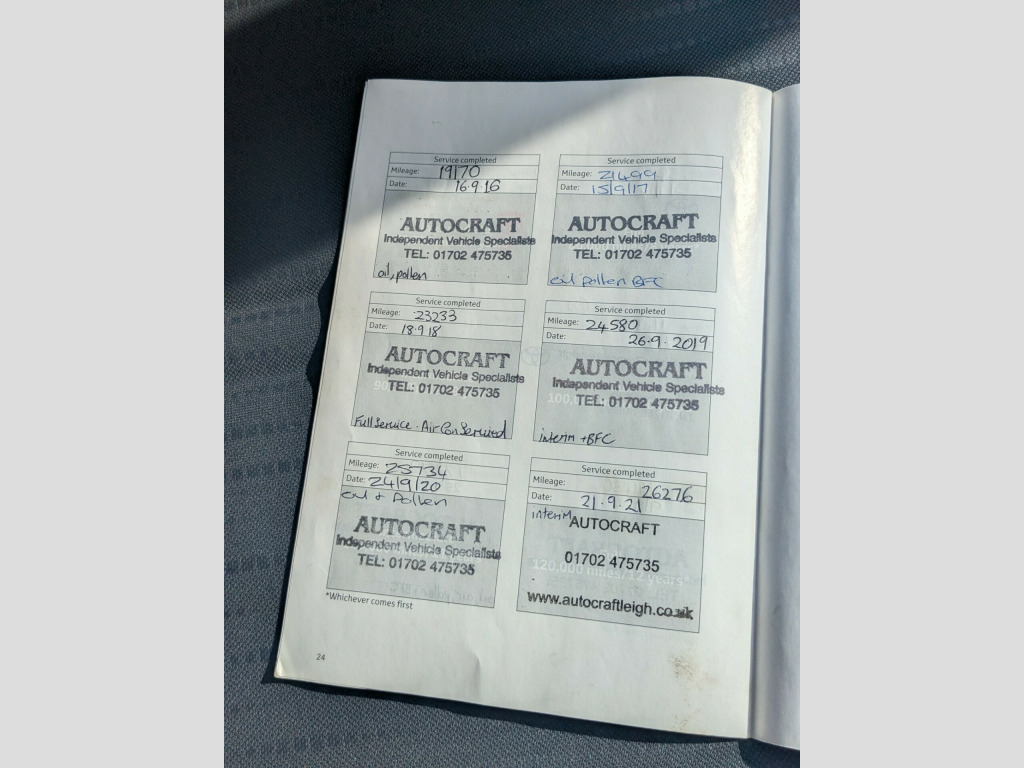 Service completed
Mileage: 19170
Date: 16 9 16
AUTOCRAFT
Independent Vehicle Specialists
TEL: 01702 475735
oil, pollen
Service completed
Mileage: 21499
Date: 15/9/17
AUTOCRAFT
Independent Vehicle Specialists
TEL: 01702 475735
oil pollen BFC
Service completed
Mileage: 23233
Date: 18.9.18
AUTOCRAFT
Independent Vehicle Specialists
TEL: 01702 475735
Full Service . Air Con Serviced
Service completed
Mileage: 24580
Date: 26.9.2019
AUTOCRAFT
Independent Vehicle Specialists
TEL: 01702 475735
interim + BFC
Service completed
Mileage: 25734
Date: 24/9/20
oil + Pollen
AUTOCRAFT
Independent Vehicle Specialists
TEL: 01702 475735
Service completed
Mileage: 26276
Date: 21.9.21
interim
AUTOCRAFT
01702 475735
120,000 miles/12 years*
www.autocraftleigh.co.uk
*Whichever comes first
24